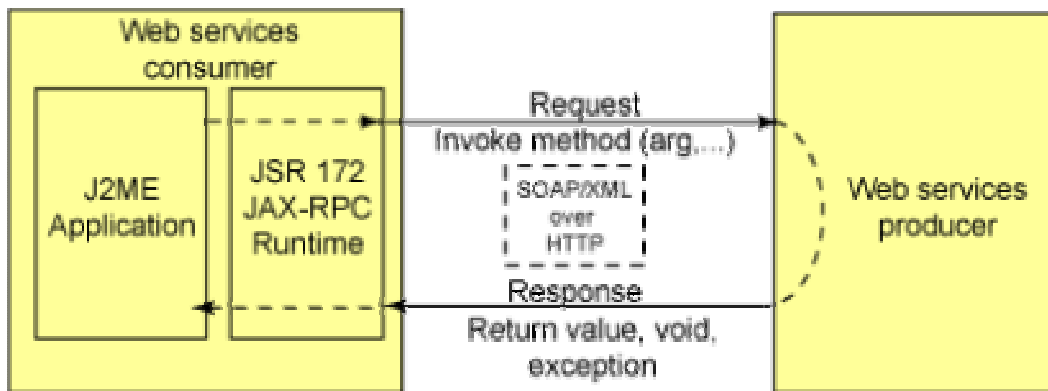 Web services
consumer
J2ME
Application
JSR 172
JAX-RPC
Runtime
Request
Invoke method (arg,...)
SOAP/XML
over
HTTP
Response
Return value, void,
exception
Web services
producer